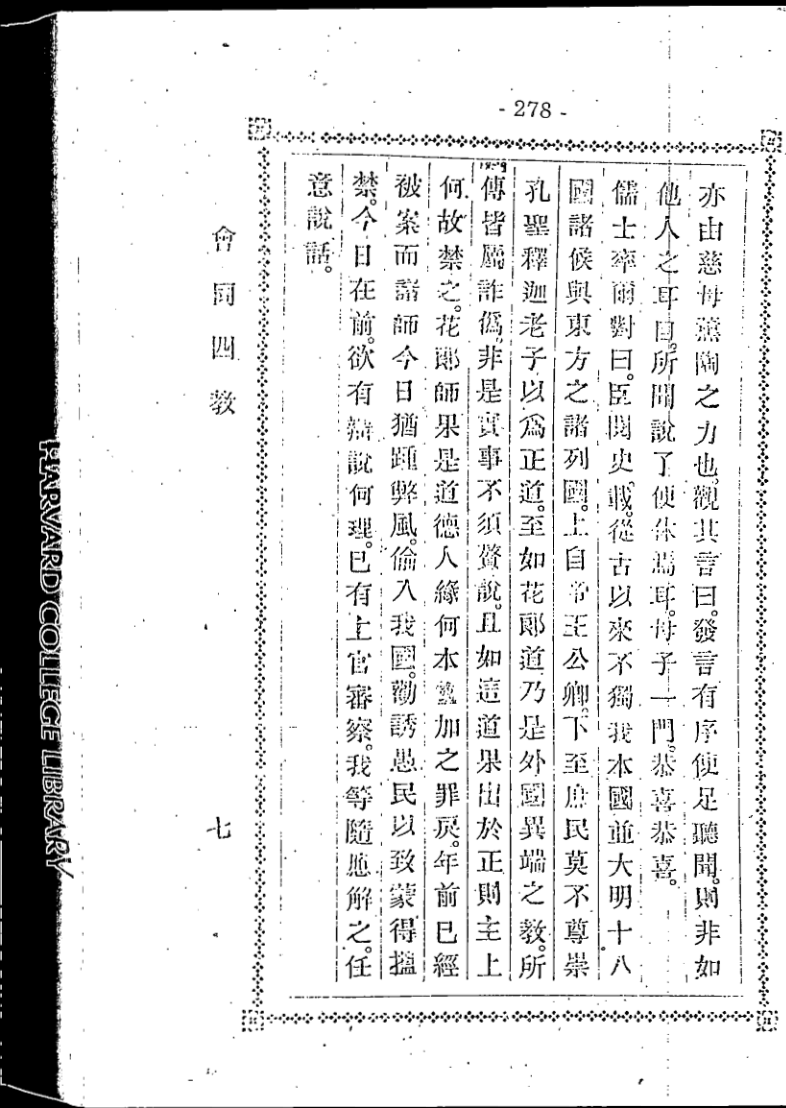 - 278 -
亦由慈母薰陶之力也。觀其言曰。發言有序便足聽聞。則非如
他人之耳目。所聞說了便休焉耳。母子一門。恭喜恭喜。
儒士率爾對曰。臣閱史載。從古以來不獨我本國並大明十八
國諸侯與東方之諸列國。上自帝王公卿。下至庶民莫不尊崇
孔聖釋迦老子以爲正道。至如花郎道乃是外國異端之教。所
傳皆屬詐僞。非是實事不須贅說。且如這道果出於正則主上
何故禁之。花郎師果是道德人緣何本加之罪戾。年前已經
被案而諸師今日猶踵弊風。偷入我國。勸誘愚民以致蒙得搵
禁。今日在前。欲有辯說何理。已有上官審察。我等隨應解之。任
意說話。
會同四教
七
HARVARD COLLEGE LIBRARY